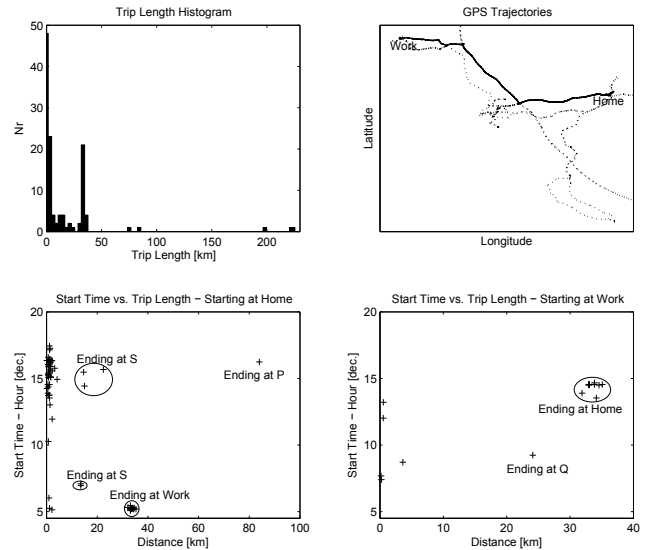 Trip Length Histogram
50
40
30
20
10
0
Nr
0
50
100
150
200
Trip Length [km]
GPS Trajectories
Work
Home
Latitude
Longitude
Start Time vs. Trip Length − Starting at Home
20
15
10
5
Start Time − Hour [dec.]
Ending at S
Ending at P
Ending at S
Ending at Work
0
20
40
60
80
100
Distance [km]
Start Time vs. Trip Length − Starting at Work
20
15
10
5
Start Time − Hour [dec.]
Ending at Home
Ending at Q
0
10
20
30
40
Distance [km]